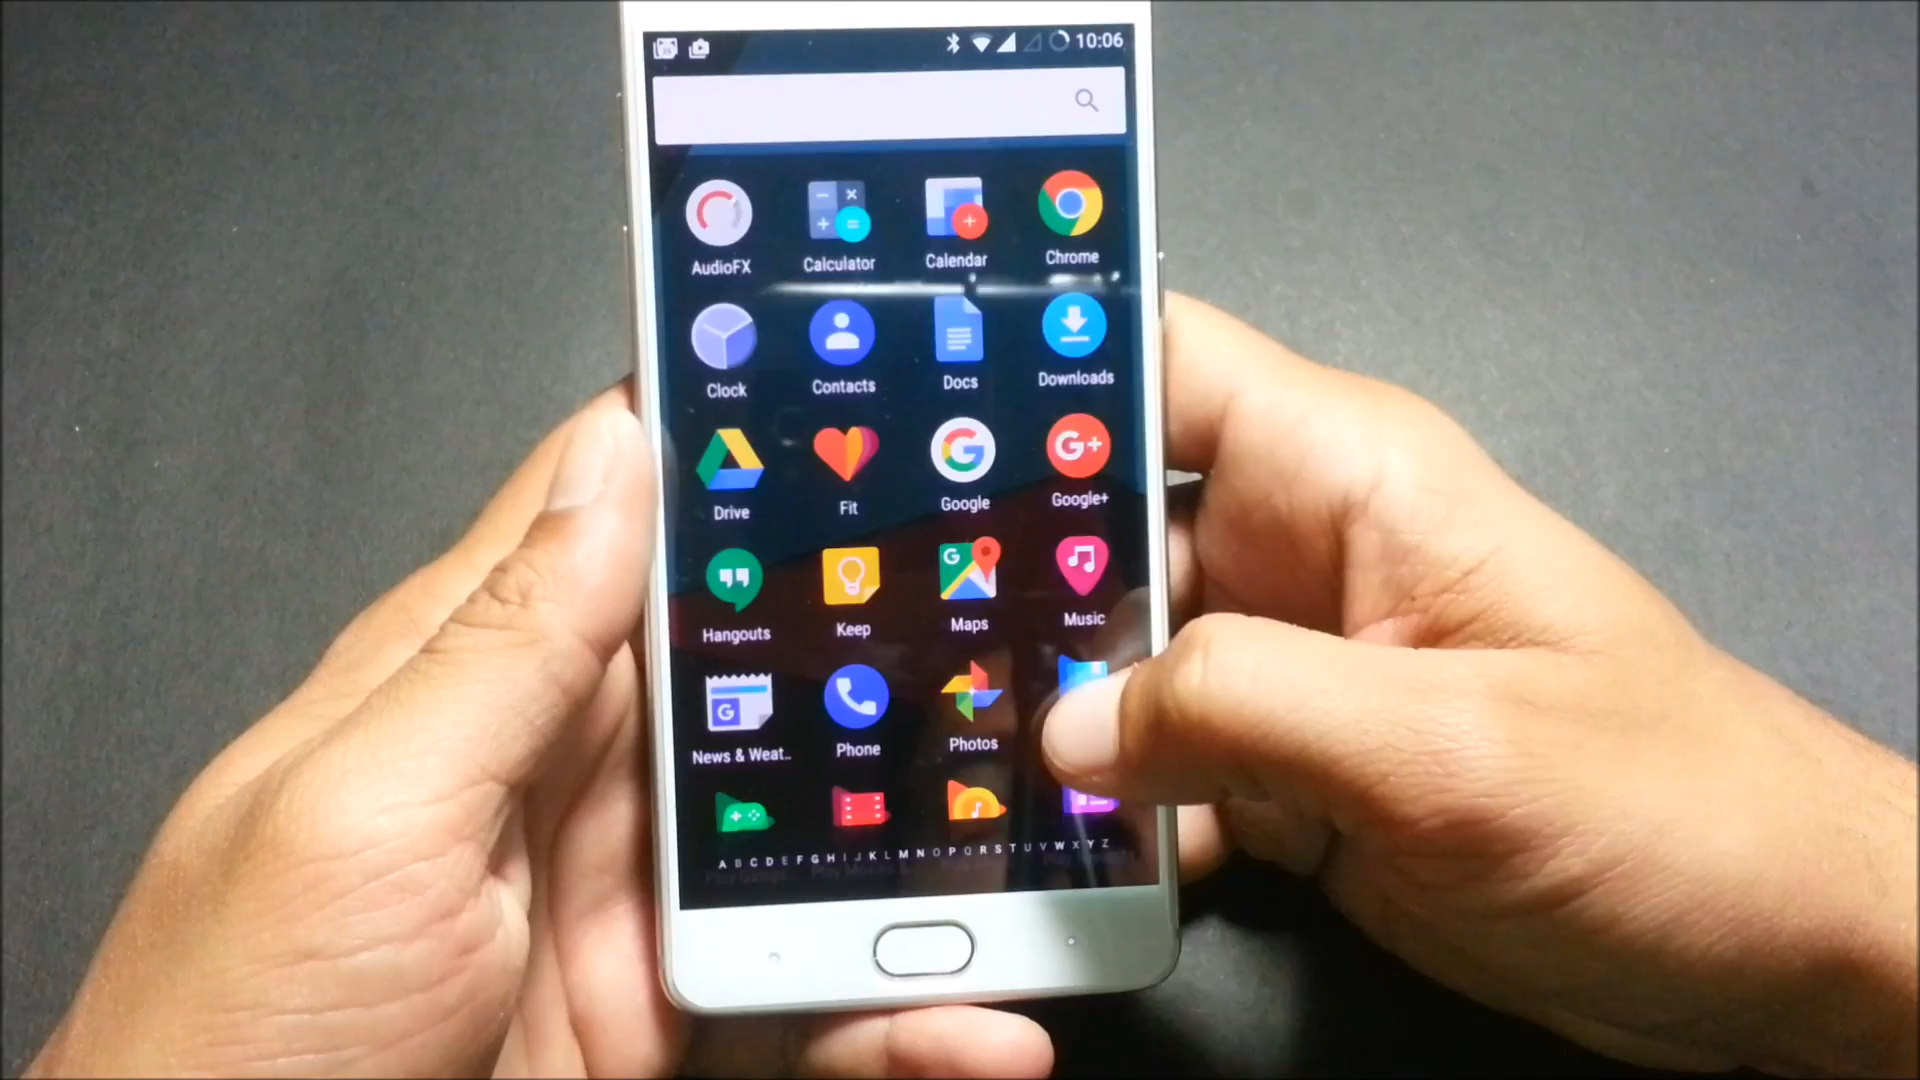 10:06
AudioFX Calculator Calendar Chrome
Clock Contacts Docs Downloads
Drive Fit Google Google+
Hangouts Keep Maps Music
News & Weat.. Phone Photos
A B C D E F G H I J K L M N O P Q R S T U V W X Y Z